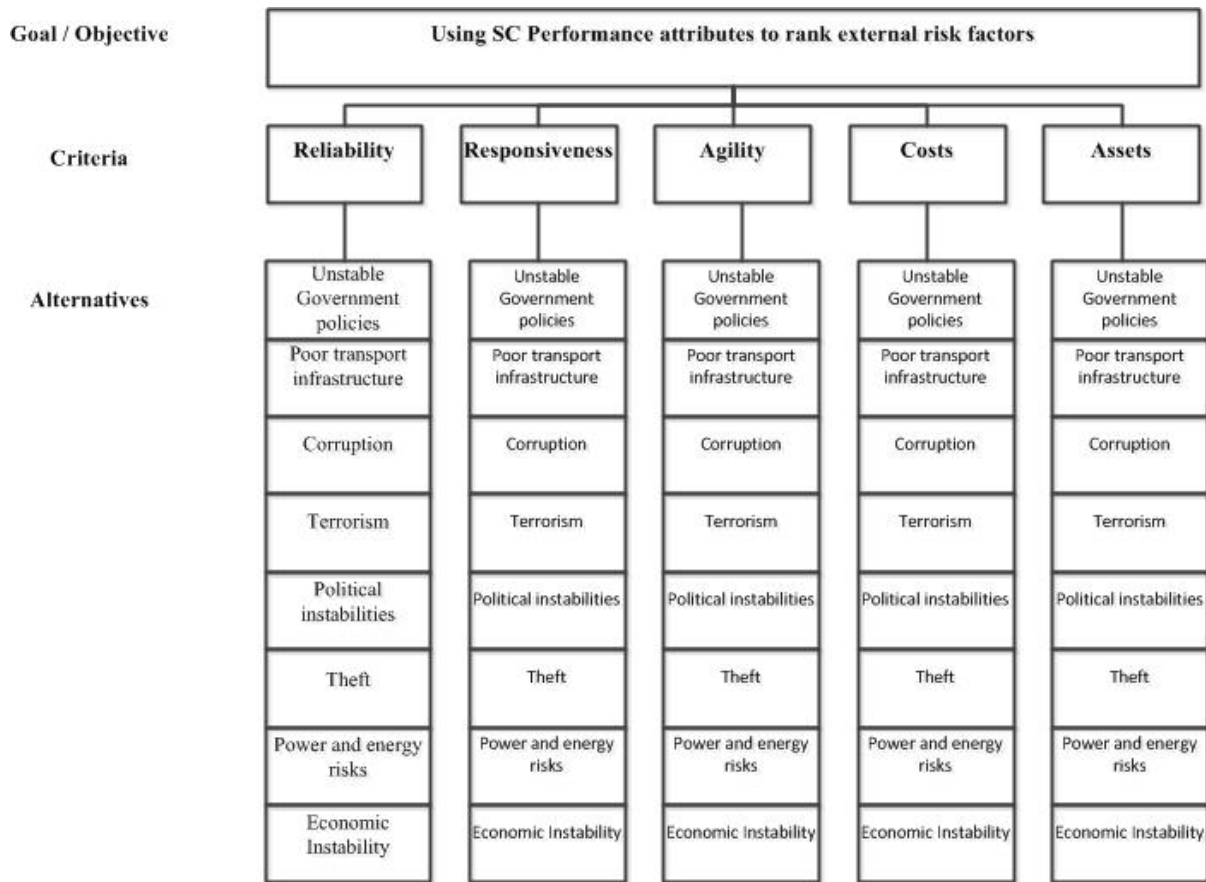 Goal / Objective
Using SC Performance attributes to rank external risk factors
Criteria
Reliability
Responsiveness
Agility
Costs
Assets
Alternatives
Unstable
Government
policies
Unstable
Government
policies
Unstable
Government
policies
Unstable
Government
policies
Unstable
Government
policies
Poor transport
infrastructure
Poor transport
infrastructure
Poor transport
infrastructure
Poor transport
infrastructure
Poor transport
infrastructure
Corruption
Corruption
Corruption
Corruption
Corruption
Terrorism
Terrorism
Terrorism
Terrorism
Terrorism
Political
instabilities
Political instabilities
Political instabilities
Political instabilities
Political instabilities
Theft
Theft
Theft
Theft
Theft
Power and energy
risks
Power and energy
risks
Power and energy
risks
Power and energy
risks
Power and energy
risks
Economic
Instability
Economic Instability
Economic Instability
Economic Instability
Economic Instability